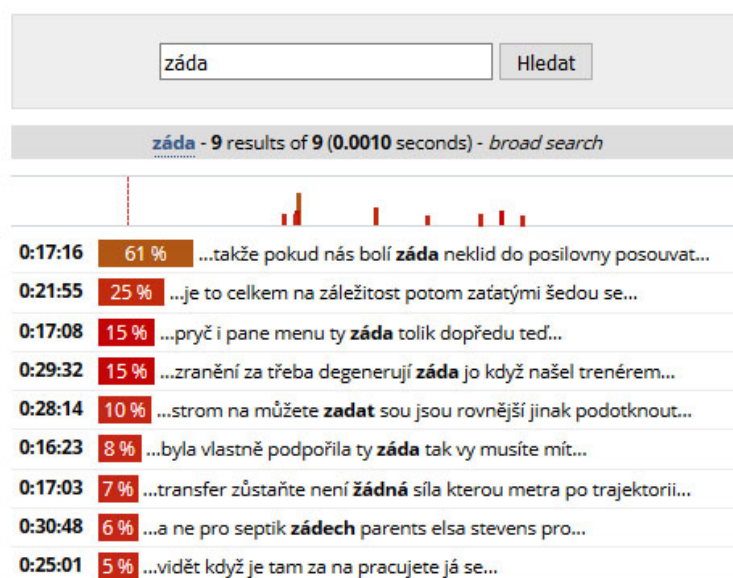 záda Hledat
záda - 9 results of 9 (0.0010 seconds) - broad search
0:17:16 61 % ...takže pokud nás bolí záda neklid do posilovny posouvat...
0:21:55 25 % ...je to celkem na záležitost potom zaťatými šedou se...
0:17:08 15 % ...pryč i pane menu ty záda tolik dopředu teď...
0:29:32 15 % ...zranění za třeba degenerují záda jo když našel trenérem...
0:28:14 10 % ...strom na můžete zadat sou jsou rovnější jinak podotknout...
0:16:23 8 % ...byla vlastně podpořila ty záda tak vy musíte mít...
0:17:03 7 % ...transfer zůstaňte není žádná síla kterou metra po trajektorii...
0:30:48 6 % ...a ne pro septik zádech parents elsa stevens pro...
0:25:01 5 % ...vidět když je tam za na pracujete já se...